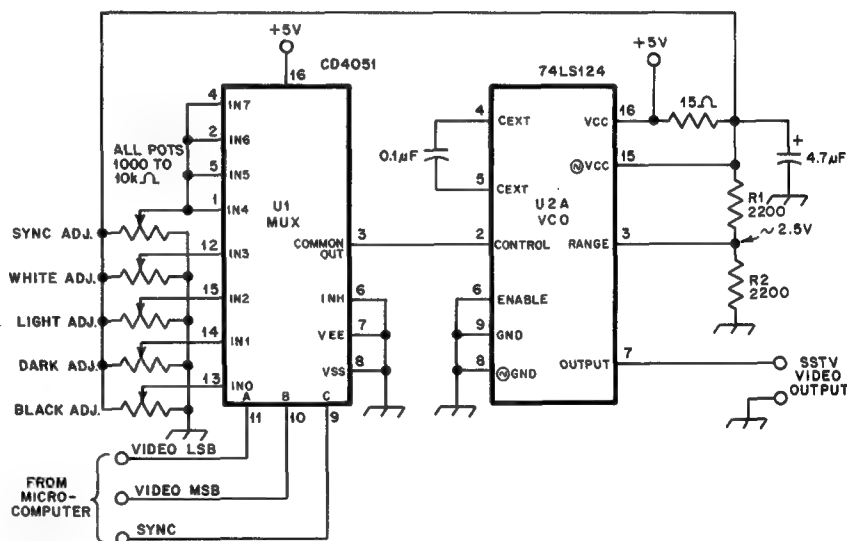 +5V
CD4051
16
4
IN7
2
IN6
5
IN5
1
IN4
ALL POTS
1000 TO
10kΩ
U1
MUX
SYNC ADJ.
12
IN3
COMMON
OUT
3
WHITE ADJ.
15
IN2
INH
6
LIGHT ADJ.
14
IN1
VEE
7
DARK ADJ.
13
IN0
VSS
8
BLACK ADJ.
A
B
C
11
10
9
VIDEO LSB
FROM
MICRO-
COMPUTER
VIDEO MSB
SYNC
74LS124
+5V
4
CEXT
VCC
16
15Ω
0.1µF
5
CEXT
VCC
15
+
4.7µF
U2A
VCO
R1
2200
2
CONTROL
RANGE
3
~2.5V
6
ENABLE
R2
2200
9
GND
8
GND
OUTPUT
7
SSTV
VIDEO
OUTPUT